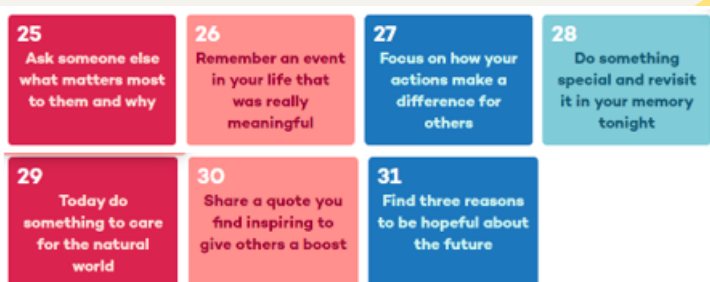 25
Ask someone else
what matters most
to them and why
26
Remember an event
in your life that
was really
meaningful
27
Focus on how your
actions make a
difference for
others
28
Do something
special and revisit
it in your memory
tonight
29
Today do
something to care
for the natural
world
30
Share a quote you
find inspiring to
give others a boost
31
Find three reasons
to be hopeful about
the future